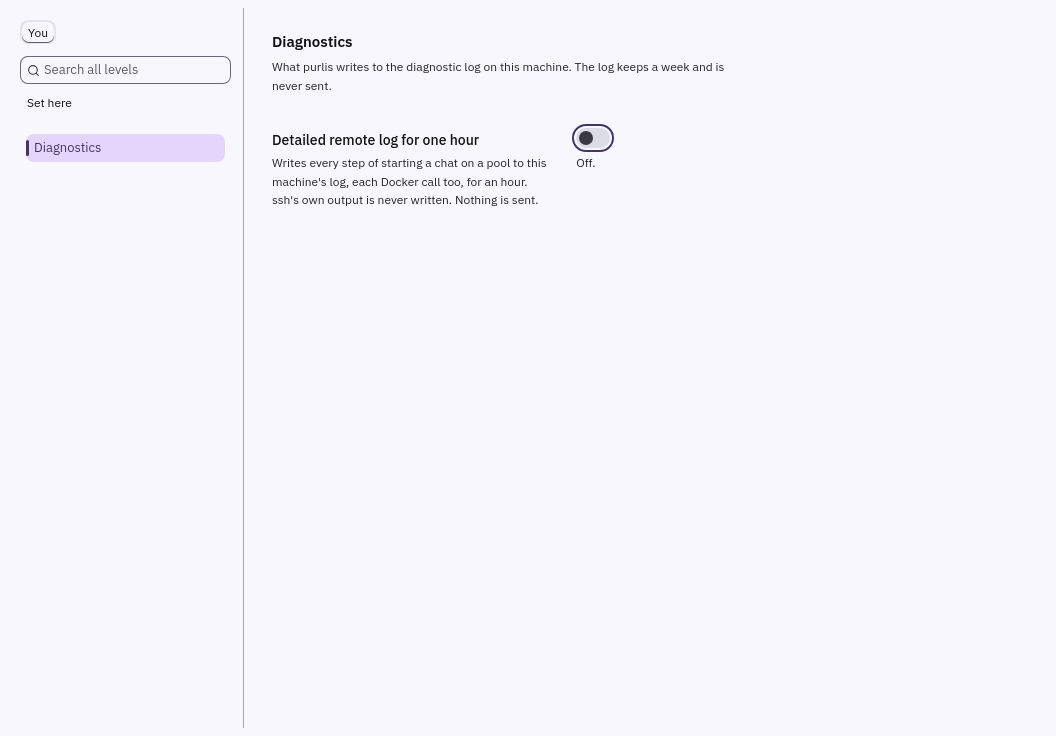 You
Search all levels
Set here
Diagnostics
Diagnostics
What purlis writes to the diagnostic log on this machine. The log keeps a week and is
never sent.
Detailed remote log for one hour
Writes every step of starting a chat on a pool to this
machine's log, each Docker call too, for an hour.
ssh's own output is never written. Nothing is sent.
Off.